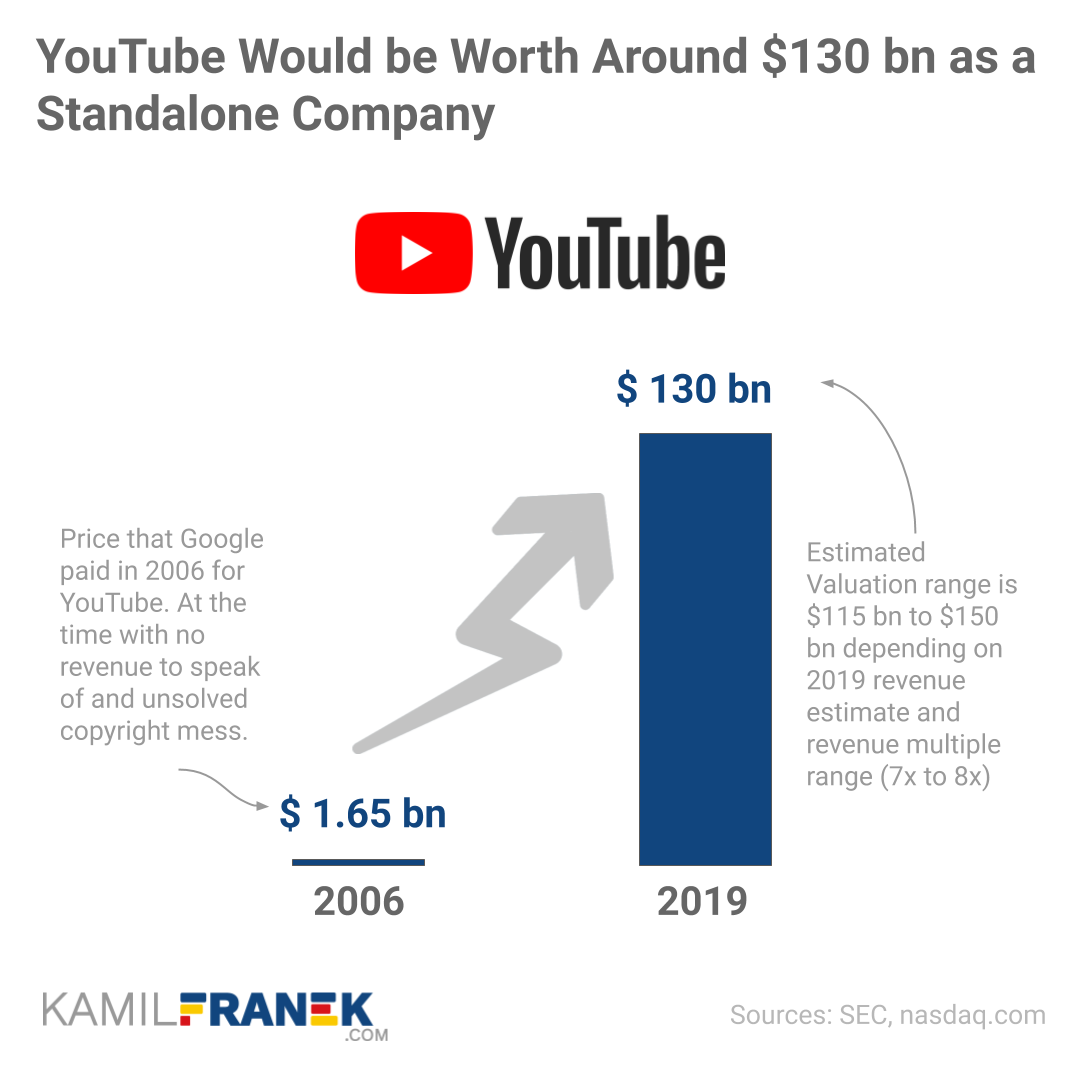 YouTube Would be Worth Around $130 bn as a
Standalone Company
YouTube
$ 130 bn
Price that Google
paid in 2006 for
YouTube. At the
time with no
revenue to speak
of and unsolved
copyright mess.
Estimated
Valuation range is
$115 bn to $150
bn depending on
2019 revenue
estimate and
revenue multiple
range (7x to 8x)
$ 1.65 bn
2006
2019
KAMILFRANEK
.COM
Sources: SEC, nasdaq.com